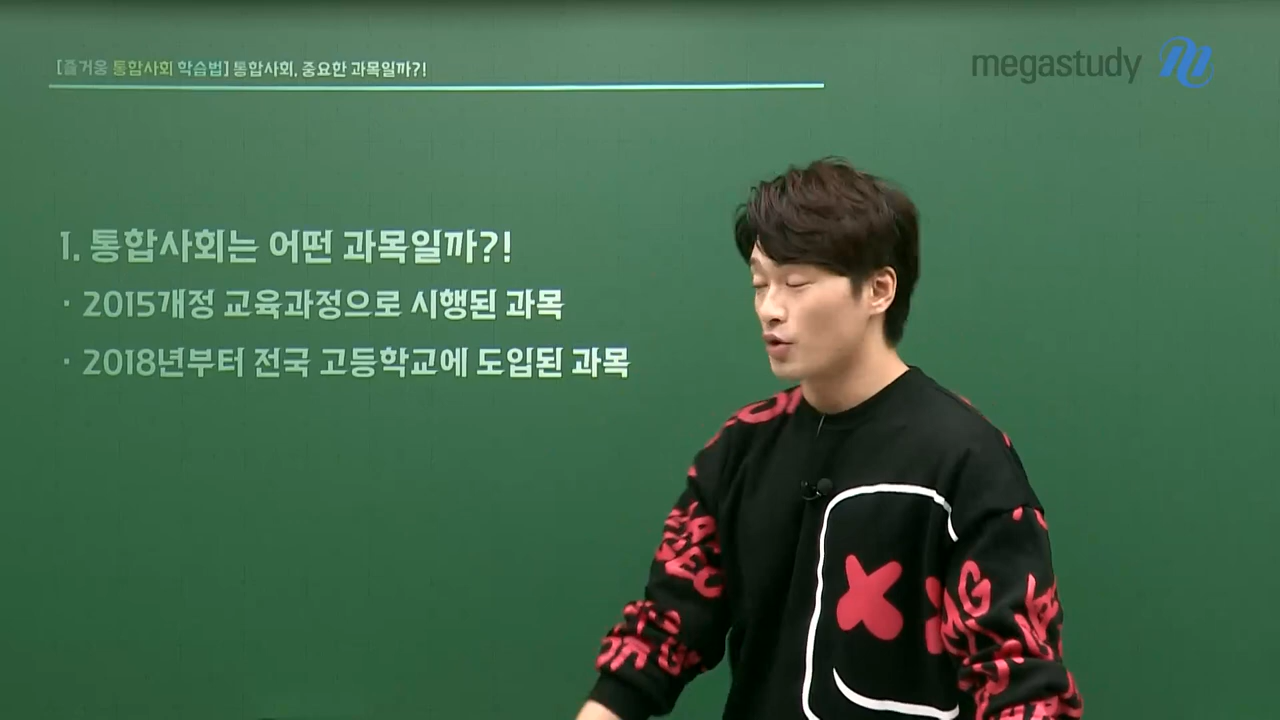 [즐거운 통합사회 학습법] 통합사회, 중요한 과목일까?!
megastudy
1. 통합사회는 어떤 과목일까?!
· 2015개정 교육과정으로 시행된 과목
· 2018년부터 전국 고등학교에 도입된 과목